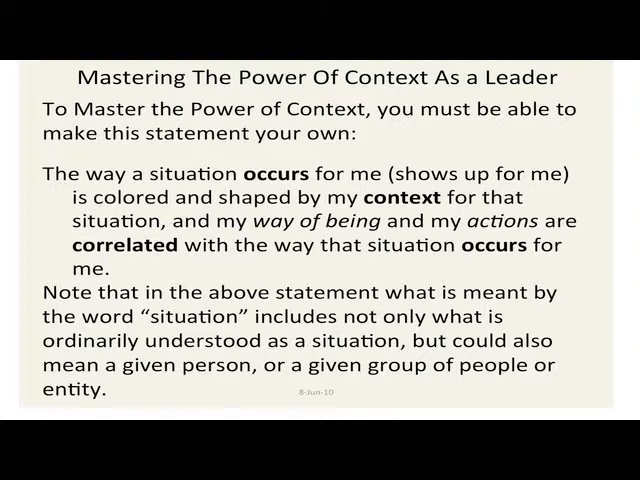 Mastering The Power Of Context As a Leader
To Master the Power of Context, you must be able to
make this statement your own:
The way a situation occurs for me (shows up for me)
is colored and shaped by my context for that
situation, and my way of being and my actions are
correlated with the way that situation occurs for
me.
Note that in the above statement what is meant by
the word “situation” includes not only what is
ordinarily understood as a situation, but could also
mean a given person, or a given group of people or
entity.
8-Jun-10